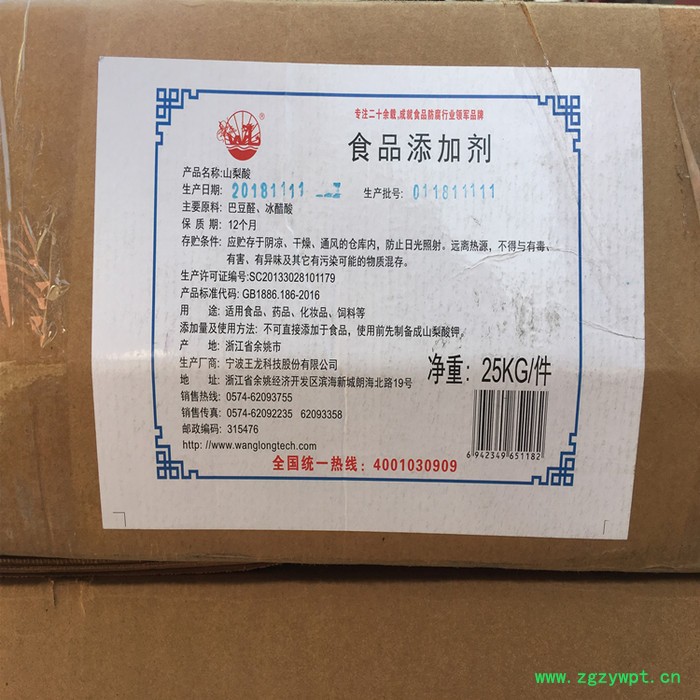 专注二十余载,成就食品防腐行业领军品牌
®
食品添加剂
产品名称:山梨酸
生产日期: 20181111 生产批号: 011811111
主要原料: 巴豆醛、冰醋酸
保 质 期: 12个月
存贮条件: 应贮存于阴凉、干燥、通风的仓库内，防止日光照射。远离热源，不得与有毒、
有害、有异味及其它有污染可能的物质混存。
生产许可证编号:SC20133028101179
产品标准代码: GB1886.186-2016
用 途: 适用食品、药品、化妆品、饲料等
添加量及使用方法: 不可直接添加于食品，使用前先制备成山梨酸钾。
产 地: 浙江省余姚市
生产厂商: 宁波王龙科技股份有限公司
净重: 25KG/件
地 址: 浙江省余姚经济开发区滨海新城朗海北路19号
销售热线: 0574-62093755
销售传真: 0574-62092235 62093358
邮政编码: 315476
http://www.wanglongtech.com
6 942349 651182
全国统一热线: 4001030909
www.zgzywpt.cn